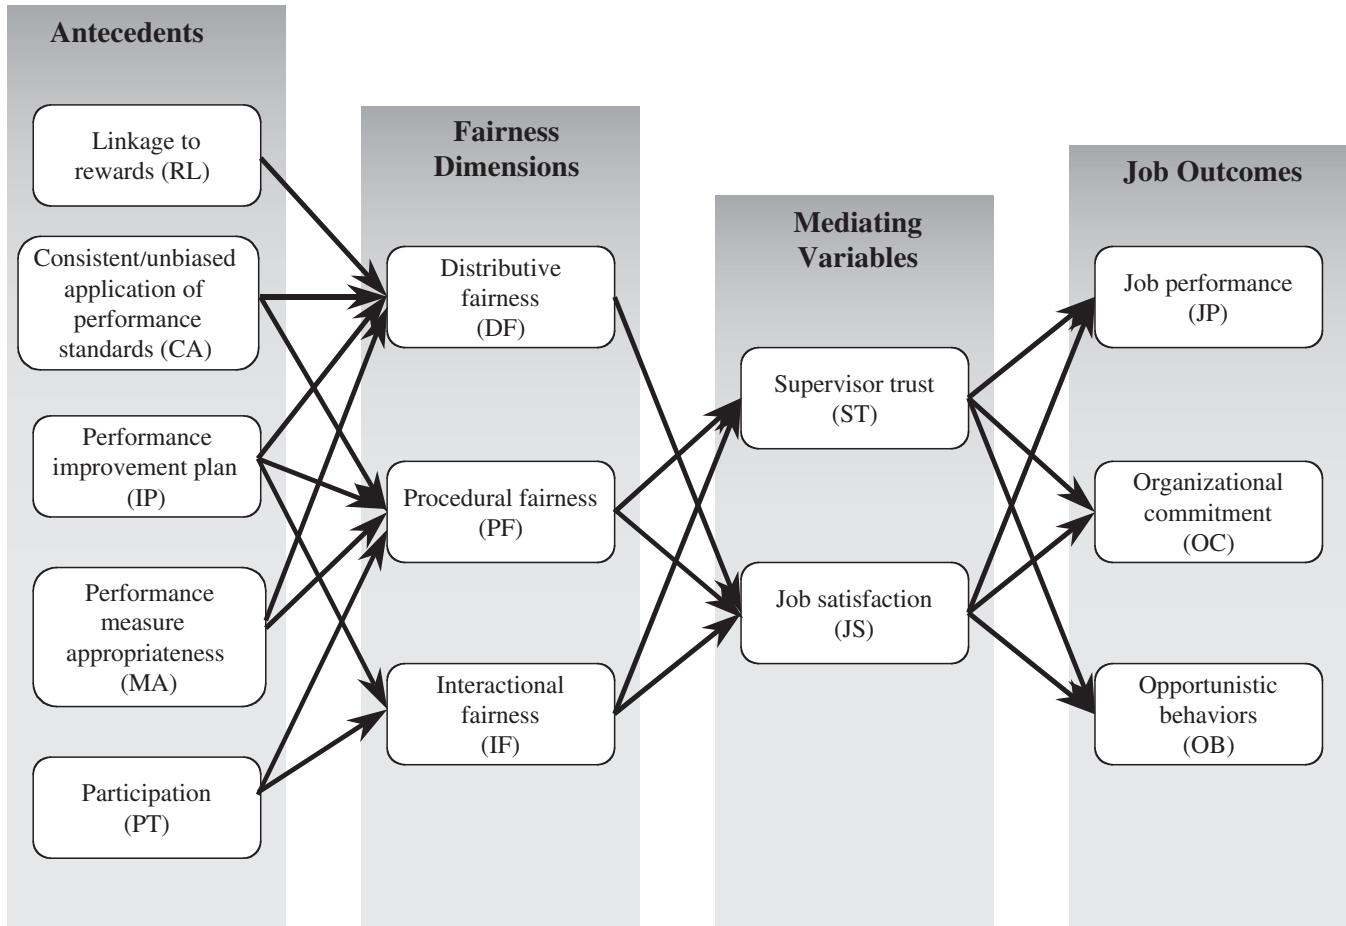 Antecedents
Linkage to
rewards (RL)
Consistent/unbiased
application of
performance
standards (CA)
Performance
improvement plan
(IP)
Performance
measure
appropriateness
(MA)
Participation
(PT)
Fairness
Dimensions
Distributive
fairness
(DF)
Procedural fairness
(PF)
Interactional
fairness
(IF)
Mediating
Variables
Supervisor trust
(ST)
Job satisfaction
(JS)
Job Outcomes
Job performance
(JP)
Organizational
commitment
(OC)
Opportunistic
behaviors
(OB)